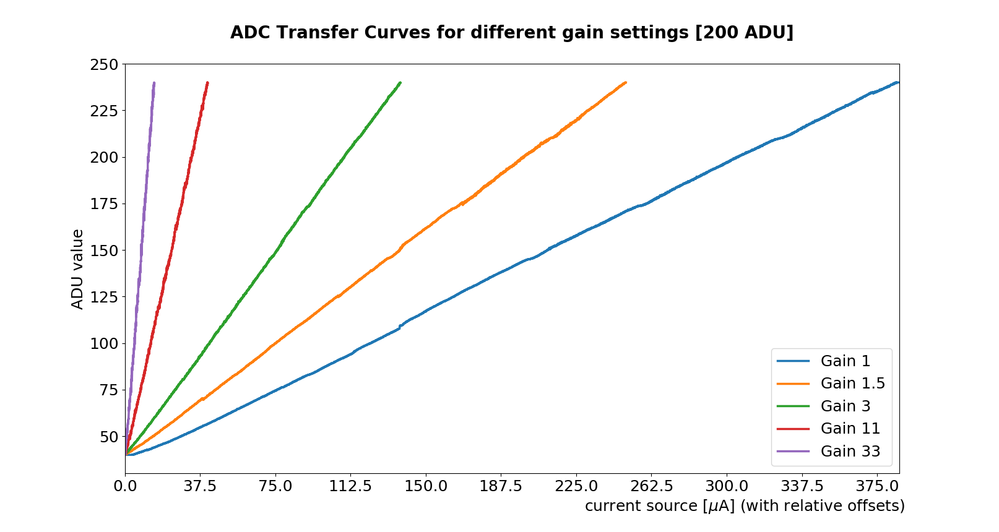 ADC Transfer Curves for different gain settings [200 ADU]
250
225
200
175
150
125
100
75
50
ADU value
0.0 37.5 75.0 112.5 150.0 187.5 225.0 262.5 300.0 337.5 375.0
current source [μA] (with relative offsets)
Gain 1
Gain 1.5
Gain 3
Gain 11
Gain 33